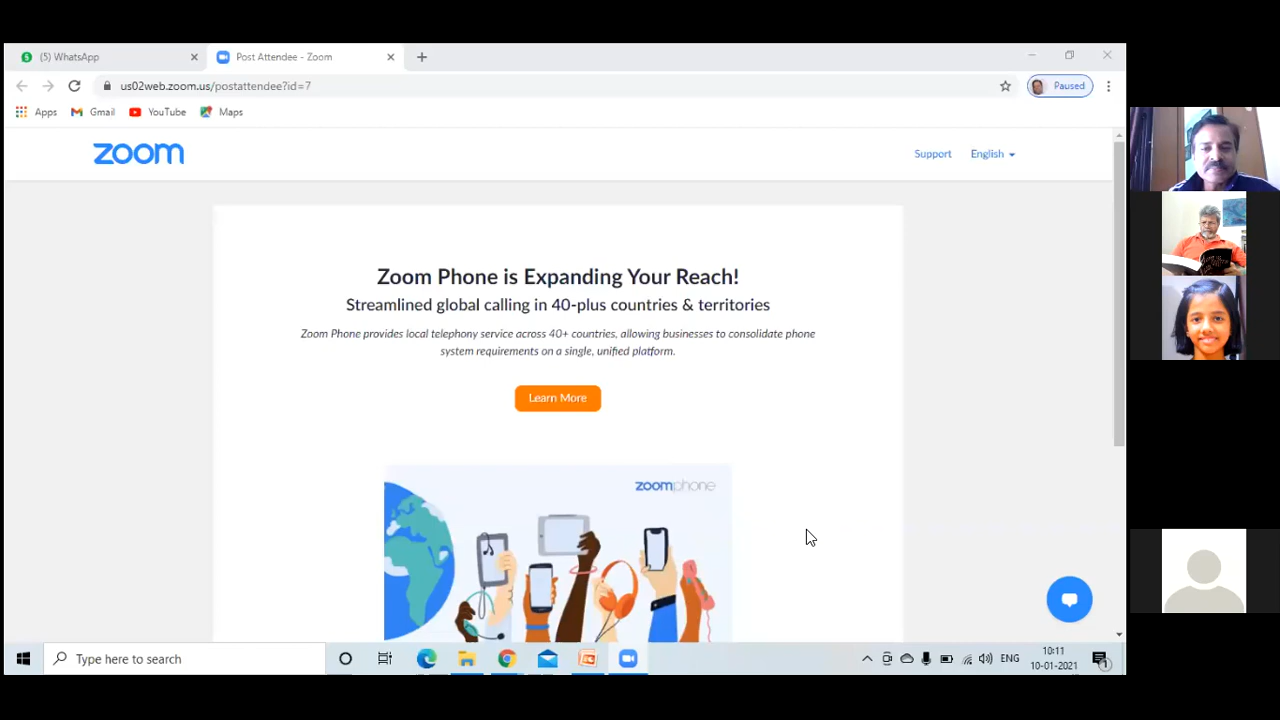 5
(5) WhatsApp
Post Attendee - Zoom
us02web.zoom.us/postattendee?id=7
Paused
Apps
Gmail
YouTube
Maps
zoom
Support
English
Zoom Phone is Expanding Your Reach!
Streamlined global calling in 40-plus countries & territories
Zoom Phone provides local telephony service across 40+ countries, allowing businesses to consolidate phone
system requirements on a single, unified platform.
Learn More
zoomphone
Type here to search
ENG
10:11
10-01-2021
1